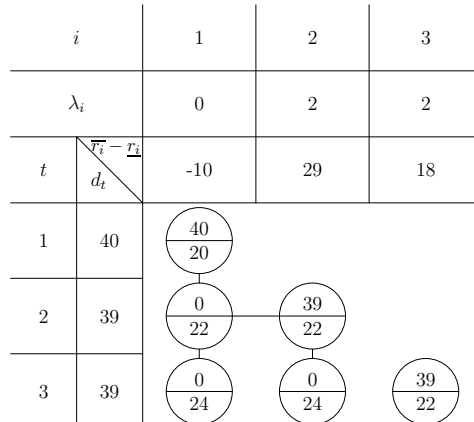 i 1 2 3
λ_i 0 2 2
t \overline{r_i} − \underline{r_i} d_t -10 29 18
1 40 40/20
2 39 0/22 39/22
3 39 0/24 0/24 39/22